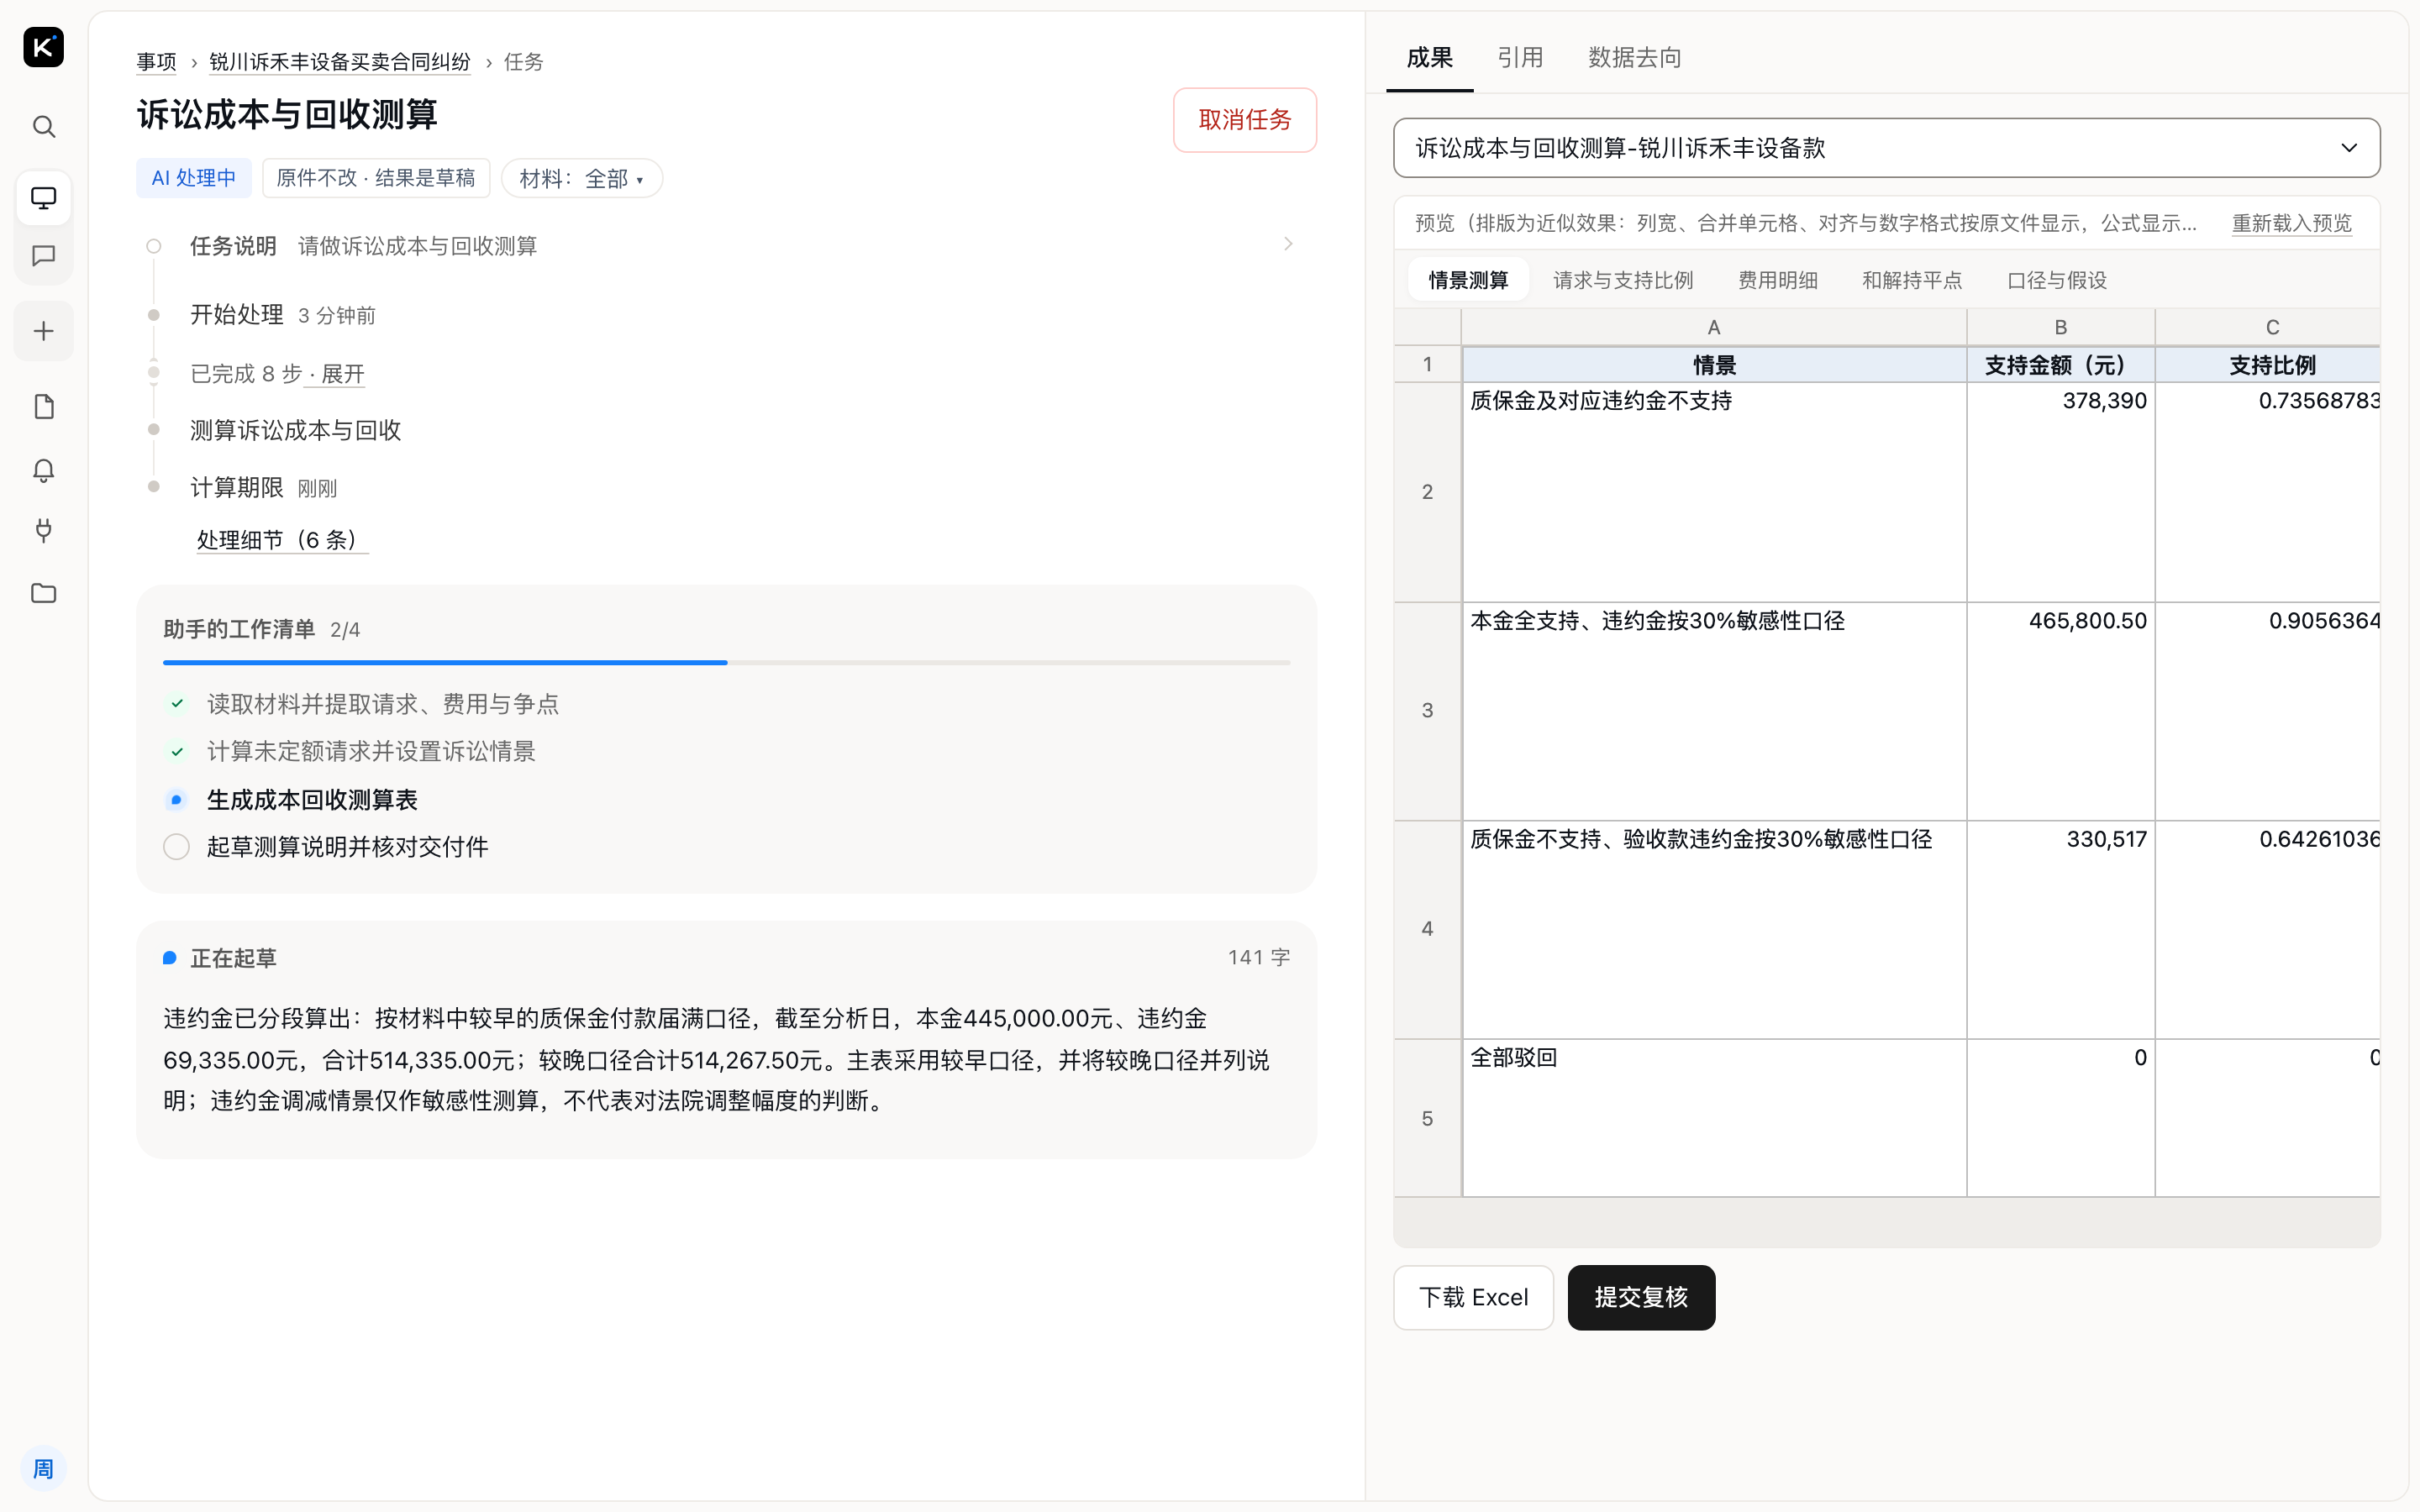 事项 › 锐川诉禾丰设备买卖合同纠纷 › 任务
诉讼成本与回收测算
取消任务
AI 处理中
原件不改 · 结果是草稿
材料：全部 ▾
任务说明 请做诉讼成本与回收测算
开始处理 3 分钟前
已完成 8 步 · 展开
测算诉讼成本与回收
计算期限 刚刚
处理细节（6 条）
助手的工作清单 2/4
读取材料并提取请求、费用与争点
计算未定额请求并设置诉讼情景
生成成本回收测算表
起草测算说明并核对交付件
正在起草 141 字
违约金已分段算出：按材料中较早的质保金付款届满口径，截至分析日，本金445,000.00元、违约金
69,335.00元，合计514,335.00元；较晚口径合计514,267.50元。主表采用较早口径，并将较晚口径并列说
明；违约金调减情景仅作敏感性测算，不代表对法院调整幅度的判断。
周
成果 引用 数据去向
诉讼成本与回收测算-锐川诉禾丰设备款
预览（排版为近似效果：列宽、合并单元格、对齐与数字格式按原文件显示，公式显示... 重新载入预览
情景测算 请求与支持比例 费用明细 和解持平点 口径与假设
A B C
1 情景 支持金额（元） 支持比例
2 质保金及对应违约金不支持 378,390 0.73568783
3 本金全支持、违约金按30%敏感性口径 465,800.50 0.9056364
4 质保金不支持、验收款违约金按30%敏感性口径 330,517 0.64261036
5 全部驳回 0 0
下载 Excel
提交复核